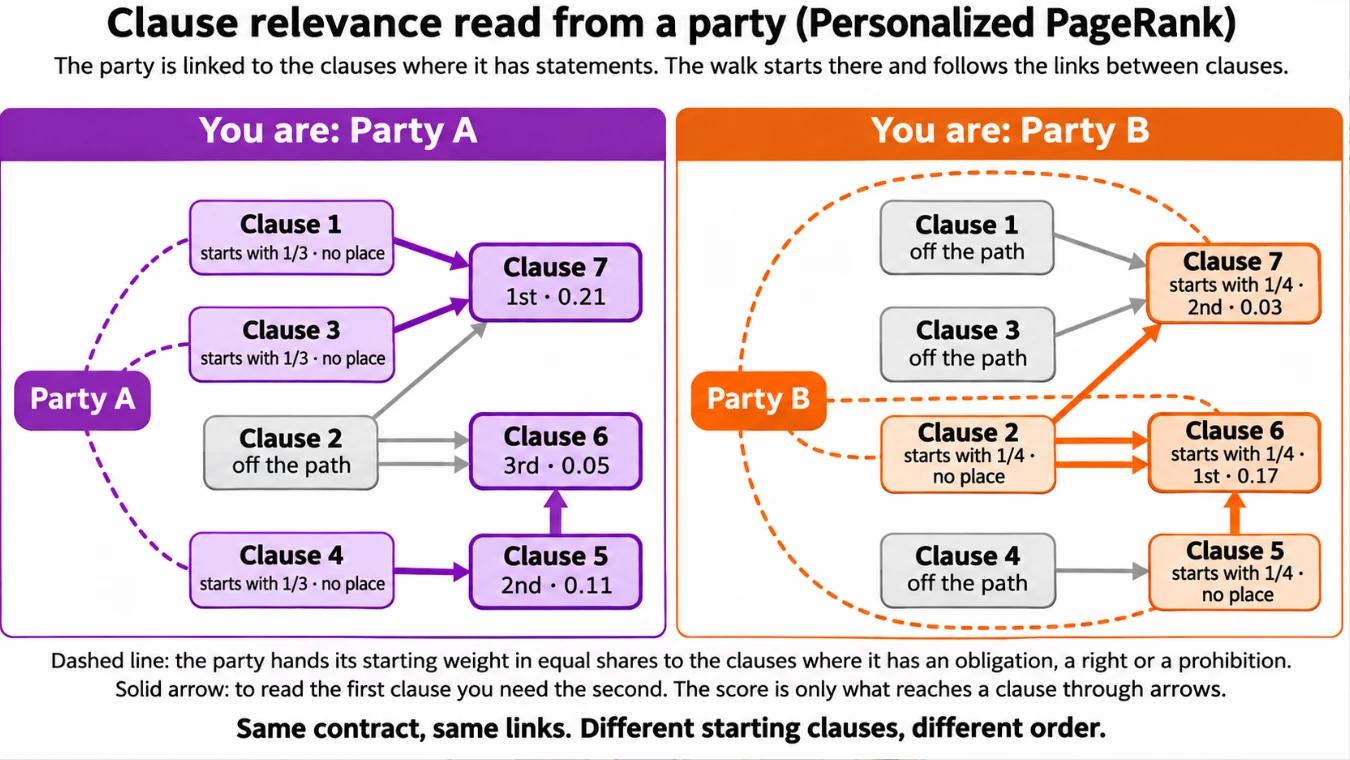 Clause relevance read from a party (Personalized PageRank)
The party is linked to the clauses where it has statements. The walk starts there and follows the links between clauses.
You are: Party A
Clause 1
starts with 1/3 · no place
Clause 7
1st · 0.21
Clause 3
starts with 1/3 · no place
Party A
Clause 2
off the path
Clause 6
3rd · 0.05
Clause 4
starts with 1/3 · no place
Clause 5
2nd · 0.11
You are: Party B
Clause 1
off the path
Clause 7
starts with 1/4 ·
2nd · 0.03
Clause 3
off the path
Party B
Clause 2
starts with 1/4 ·
no place
Clause 6
starts with 1/4 ·
1st · 0.17
Clause 4
off the path
Clause 5
starts with 1/4 ·
no place
Dashed line: the party hands its starting weight in equal shares to the clauses where it has an obligation, a right or a prohibition.
Solid arrow: to read the first clause you need the second. The score is only what reaches a clause through arrows.
Same contract, same links. Different starting clauses, different order.